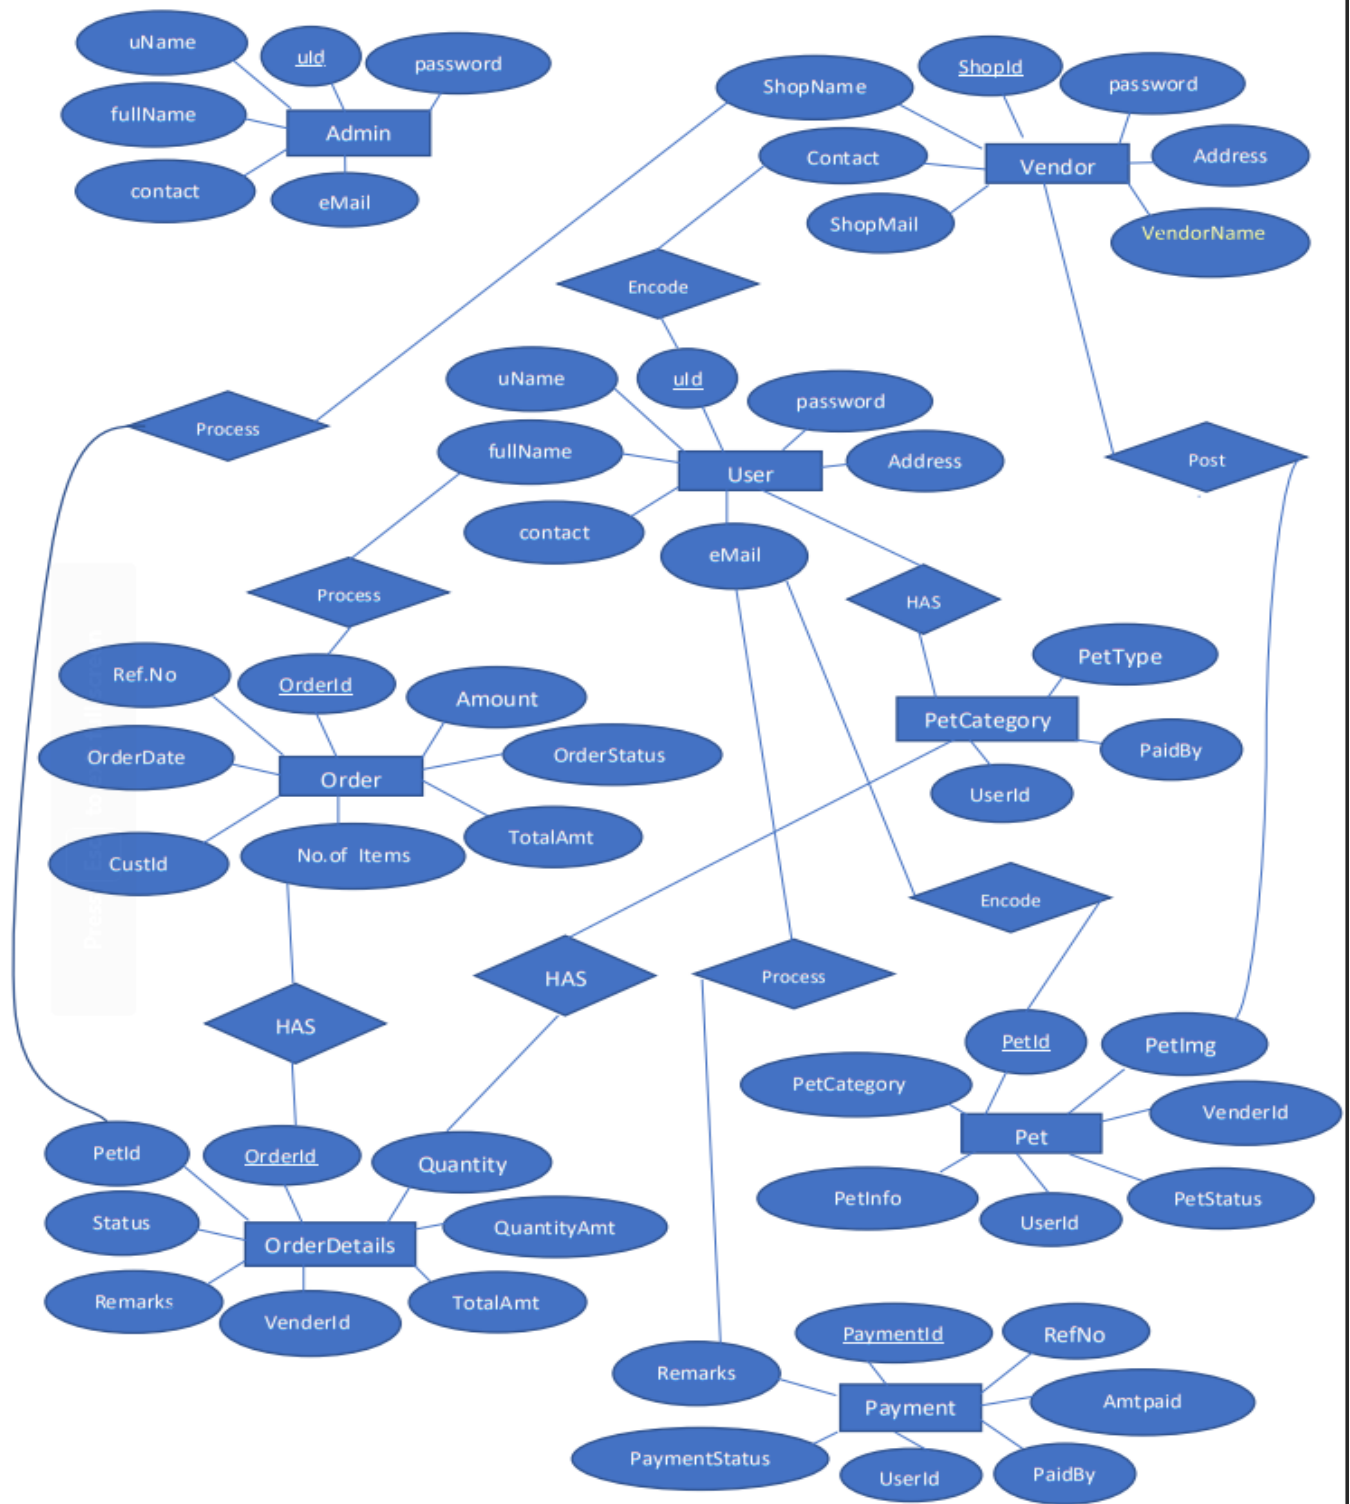 uName
uId
password
fullName
Admin
contact
eMail
ShopName
ShopId
password
Contact
Vendor
Address
ShopMail
VendorName
Encode
uName
uId
password
Process
fullName
User
Address
Post
contact
eMail
Process
HAS
Ref.No
OrderId
Amount
PetType
OrderDate
Order
OrderStatus
PetCategory
PaidBy
CustId
No.of Items
TotalAmt
UserId
Encode
HAS
Process
HAS
PetId
PetImg
PetCategory
VenderId
Pet
PetInfo
UserId
PetStatus
PetId
OrderId
Quantity
Status
OrderDetails
QuantityAmt
Remarks
VenderId
TotalAmt
PaymentId
RefNo
Remarks
Payment
Amtpaid
PaymentStatus
UserId
PaidBy